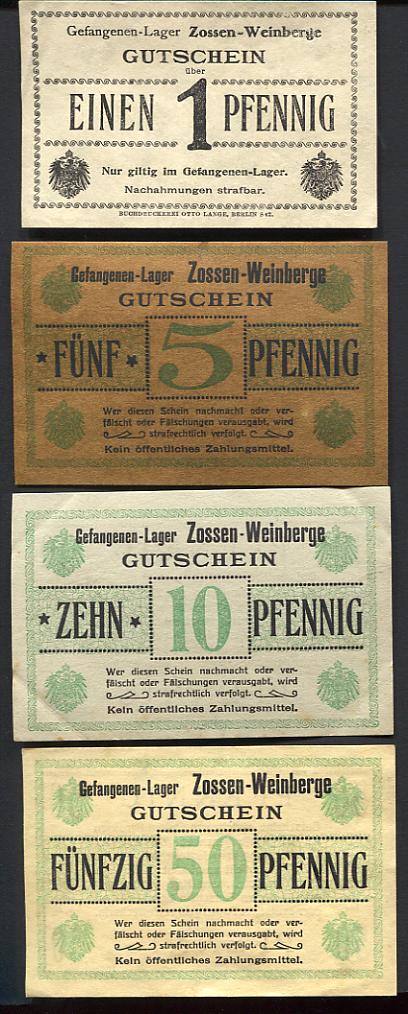 Gefangenen-Lager Zossen-Weinberge
GUTSCHEIN
über
EINEN 1 PFENNIG
Nur giltig im Gefangenen-Lager.
Nachahmungen strafbar.
BUCHDRUCKEREI OTTO LANGE, BERLIN S 42.
Gefangenen-Lager Zossen-Weinberge
GUTSCHEIN
FÜNF 5 PFENNIG
Wer diesen Schein nachmacht oder ver-
fälscht oder Fälschungen verausgabt, wird
strafrechtlich verfolgt.
Kein öffentliches Zahlungsmittel.
Gefangenen-Lager Zossen-Weinberge
GUTSCHEIN
ZEHN 10 PFENNIG
Wer diesen Schein nachmacht oder ver-
fälscht oder Fälschungen verausgabt, wird
strafrechtlich verfolgt.
Kein öffentliches Zahlungsmittel.
Gefangenen-Lager Zossen-Weinberge
GUTSCHEIN
FÜNFZIG 50 PFENNIG
Wer diesen Schein nachmacht oder ver-
fälscht oder Fälschungen verausgabt, wird
strafrechtlich verfolgt.
Kein öffentliches Zahlungsmittel.